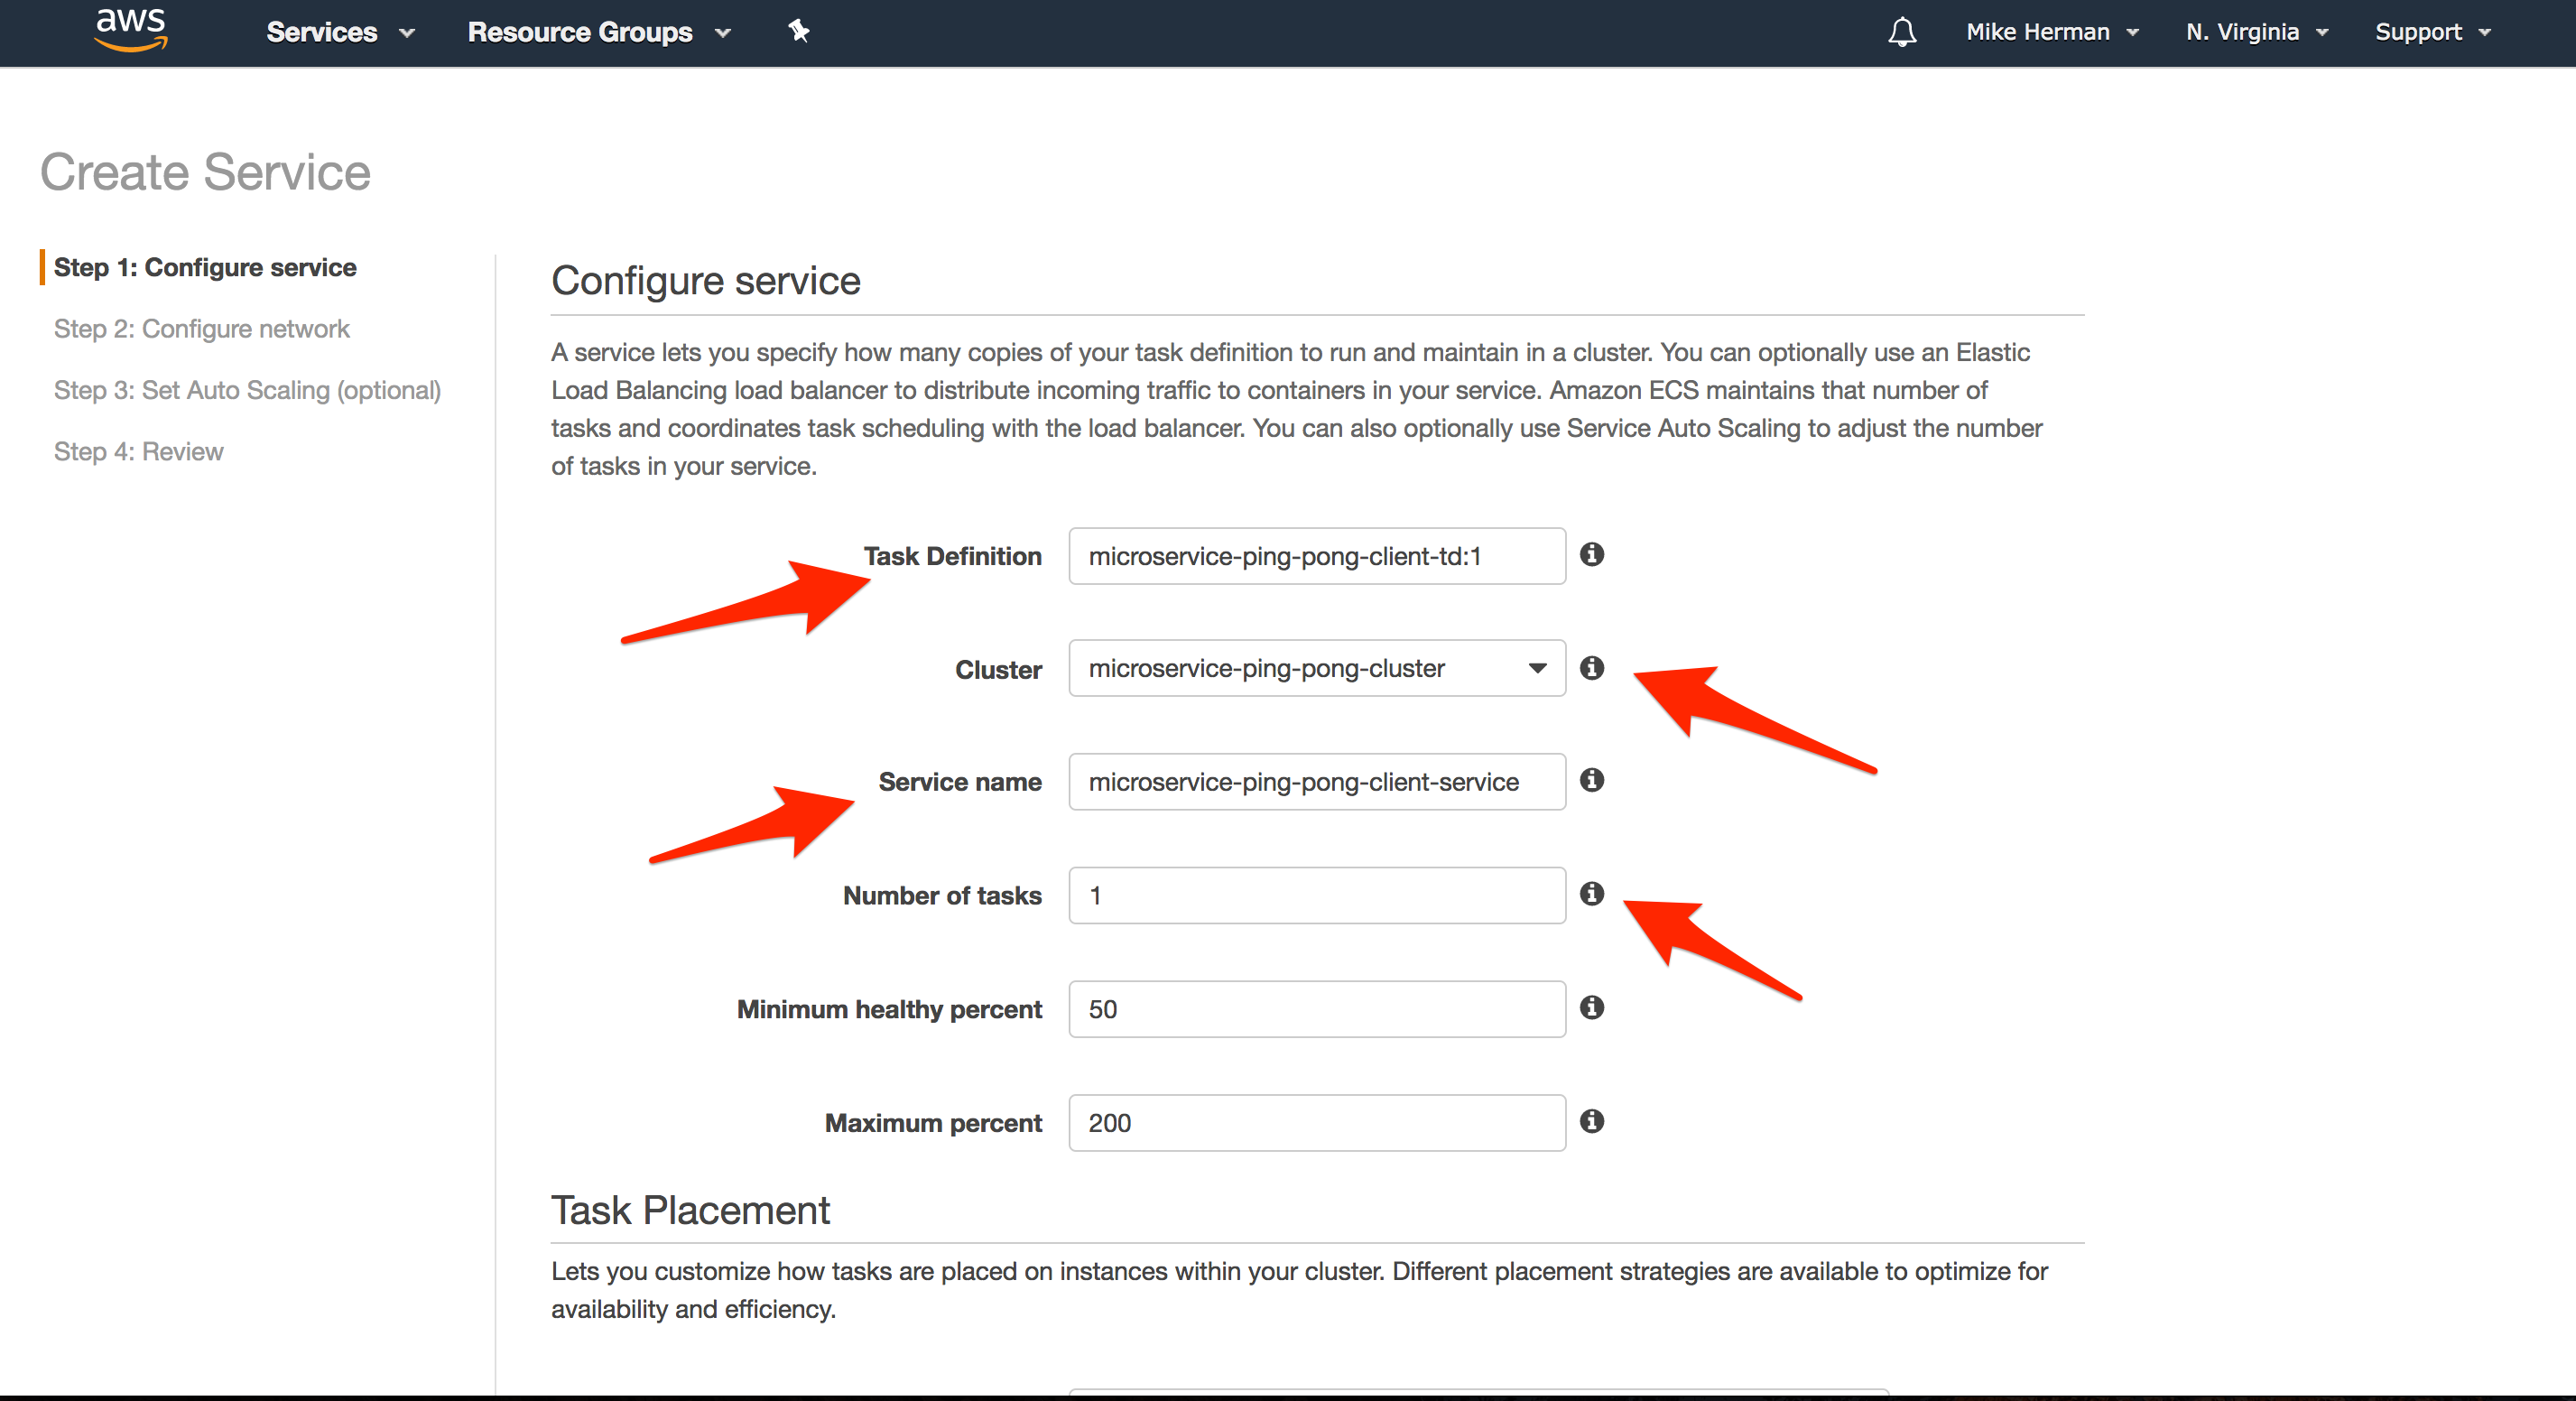 aws Services Resource Groups Mike Herman N. Virginia Support
Create Service
Step 1: Configure service
Step 2: Configure network
Step 3: Set Auto Scaling (optional)
Step 4: Review
Configure service
A service lets you specify how many copies of your task definition to run and maintain in a cluster. You can optionally use an Elastic
Load Balancing load balancer to distribute incoming traffic to containers in your service. Amazon ECS maintains that number of
tasks and coordinates task scheduling with the load balancer. You can also optionally use Service Auto Scaling to adjust the number
of tasks in your service.
Task Definition microservice-ping-pong-client-td:1
Cluster microservice-ping-pong-cluster
Service name microservice-ping-pong-client-service
Number of tasks 1
Minimum healthy percent 50
Maximum percent 200
Task Placement
Lets you customize how tasks are placed on instances within your cluster. Different placement strategies are available to optimize for
availability and efficiency.